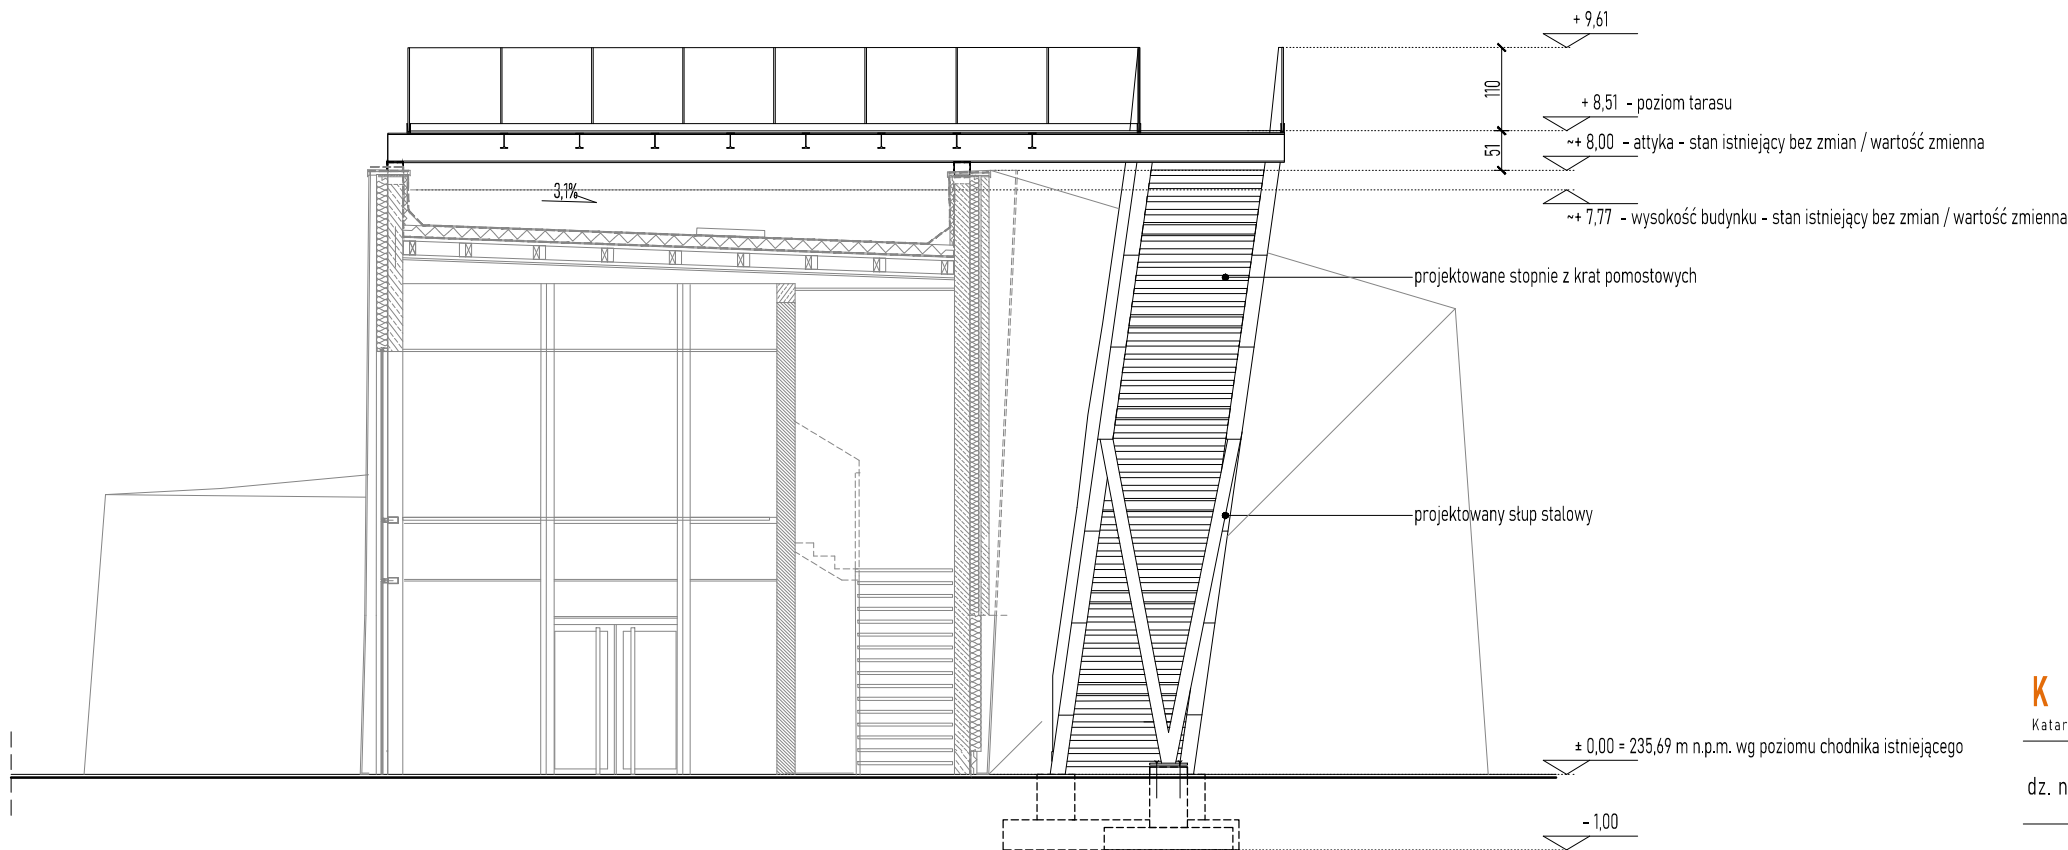 + 9,61
110
+ 8,51 - poziom tarasu
~+ 8,00 - attyka - stan istniejący bez zmian / wartość zmienna
51
3,1%
~+ 7,77 - wysokość budynku - stan istniejący bez zmian / wartość zmienna
projektowane stopnie z krat pomostowych
projektowany słup stalowy
K
Katar
± 0,00 = 235,69 m n.p.m. wg poziomu chodnika istniejącego
dz. n
- 1,00